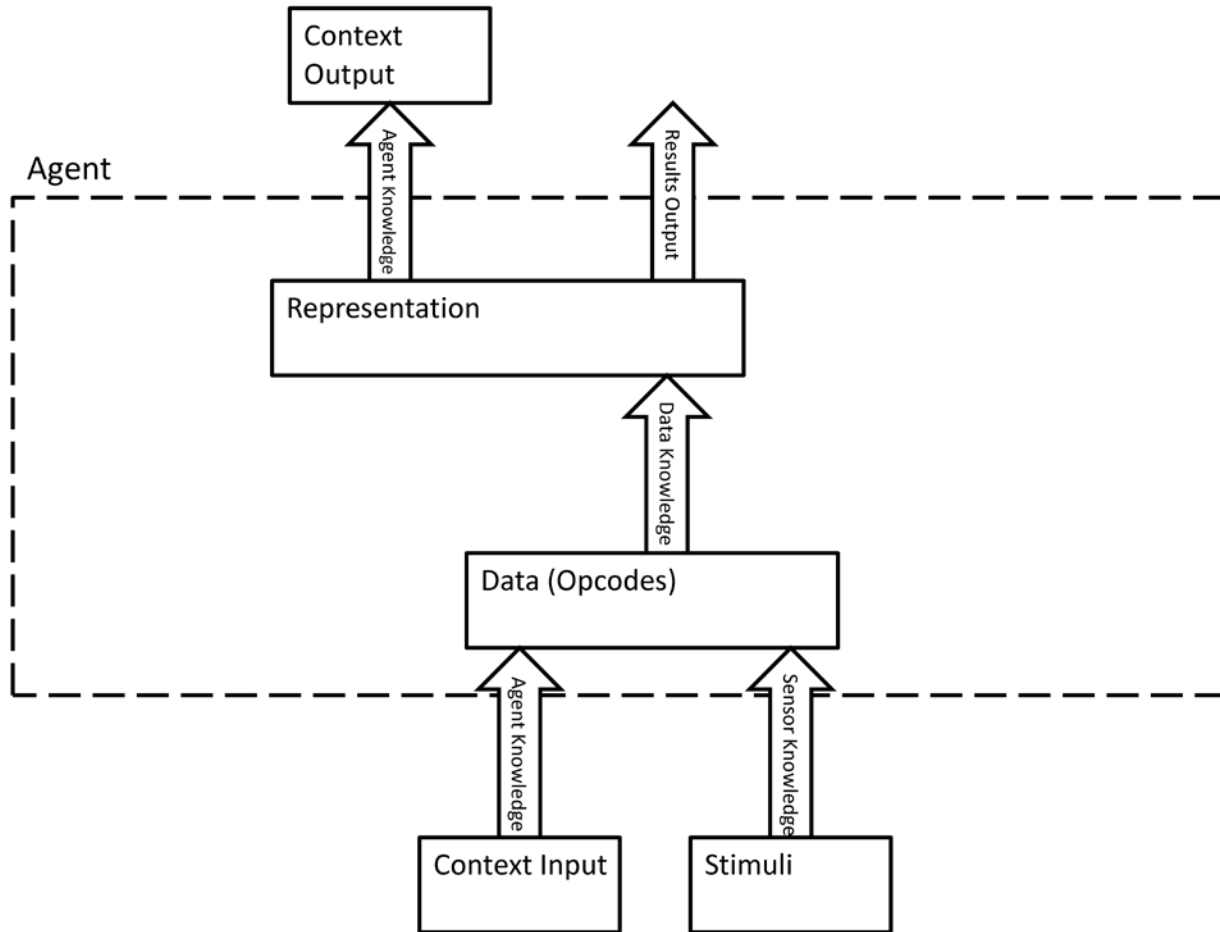 Context
Output
Agent Knowledge
Results Output
Agent
Representation
Data Knowledge
Data (Opcodes)
Agent Knowledge
Sensor Knowledge
Context Input
Stimuli